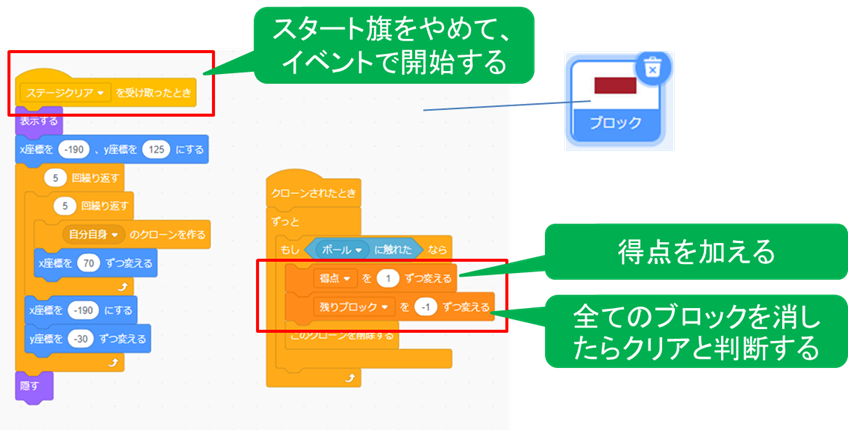 スタート旗をやめて、
イベントで開始する
ステージクリア を受け取ったとき
表示する
x座標を -190 、y座標を 125 にする
5 回繰り返す
5 回繰り返す
自分自身 のクローンを作る
x座標を 70 ずつ変える
x座標を -190 にする
y座標を -30 ずつ変える
隠す
ブロック
クローンされたとき
ずっと
もし ボール に触れた なら
得点 を 1 ずつ変える
残りブロック を -1 ずつ変える
このクローンを削除する
得点を加える
全てのブロックを消し
たらクリアと判断する